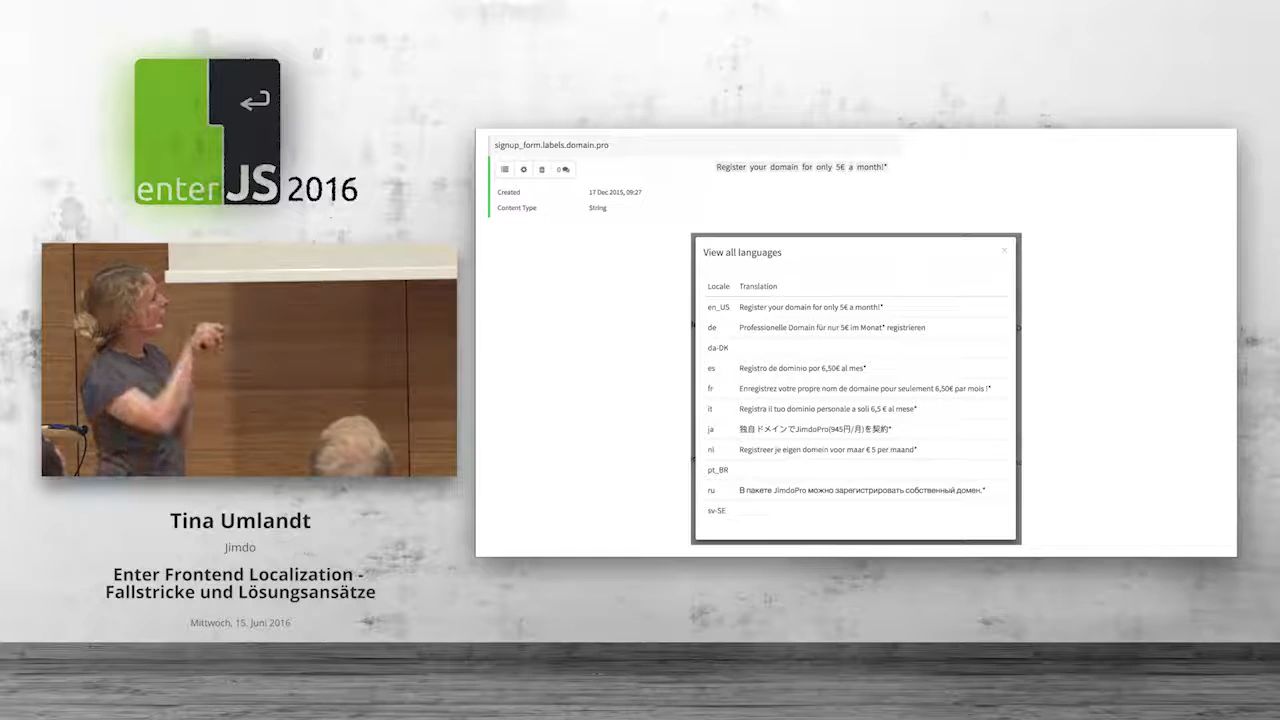 enterJS 2016
Tina Umlandt
Jimdo
Enter Frontend Localization -
Fallstricke und Lösungsansätze
Mittwoch, 15. Juni 2016
signup_form.labels.domain.pro
0
Register your domain for only 5€ a month!*
Created 17 Dec 2015, 09:27
Content Type String
View all languages ×
Locale Translation
en_US Register your domain for only 5€ a month!*
de Professionelle Domain für nur 5€ im Monat* registrieren
da-DK
es Registro de dominio por 6,50€ al mes*
fr Enregistrez votre propre nom de domaine pour seulement 6,50€ par mois !*
it Registra il tuo dominio personale a soli 6,5 € al mese*
ja 独自ドメインでJimdoPro(945円/月)を契約*
nl Registreer je eigen domein voor maar € 5 per maand*
pt_BR
ru В пакете JimdoPro можно зарегистрировать собственный домен.*
sv-SE